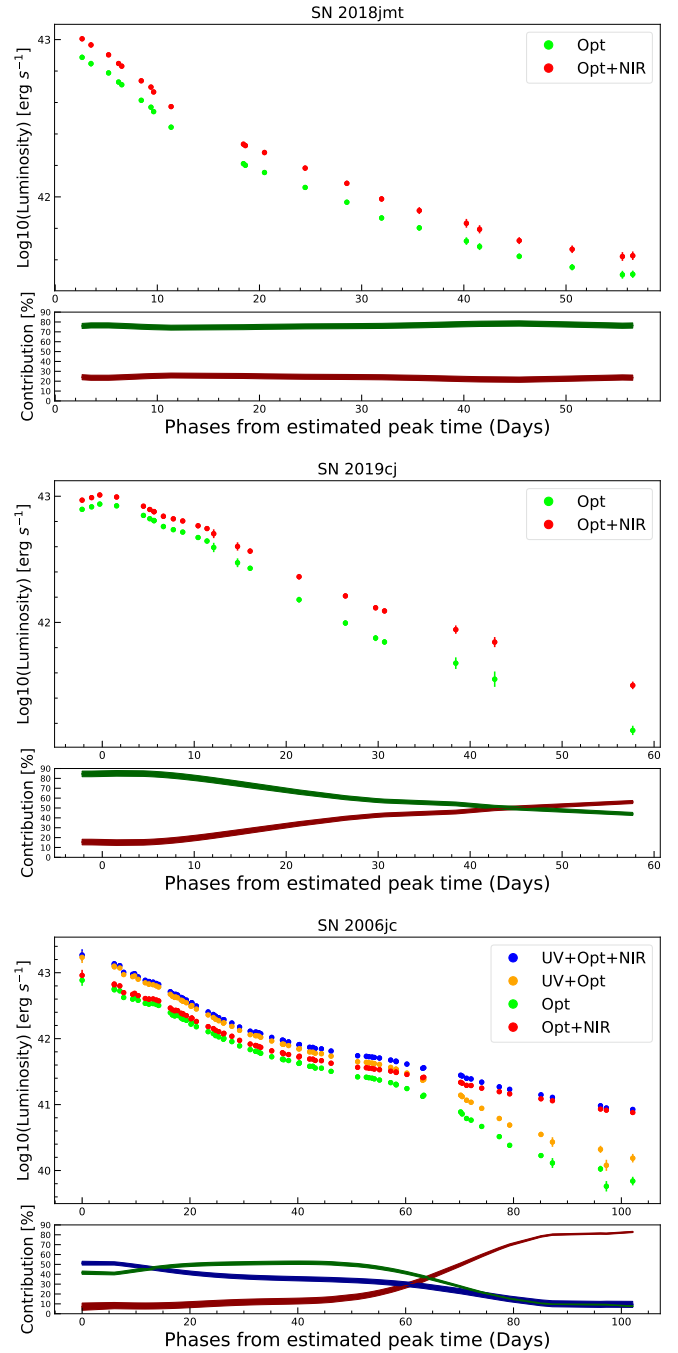 SN 2018jmt
Log10(Luminosity) [erg s⁻¹]
43
42
Opt
Opt+NIR
0 10 20 30 40 50
Contribution [%]
90
80
70
60
50
40
30
20
10
0
0 10 20 30 40 50
Phases from estimated peak time (Days)
SN 2019cj
Log10(Luminosity) [erg s⁻¹]
43
42
Opt
Opt+NIR
0 10 20 30 40 50 60
Contribution [%]
90
80
70
60
50
40
30
20
10
0
0 10 20 30 40 50 60
Phases from estimated peak time (Days)
SN 2006jc
Log10(Luminosity) [erg s⁻¹]
43
42
41
40
UV+Opt+NIR
UV+Opt
Opt
Opt+NIR
0 20 40 60 80 100
Contribution [%]
90
80
70
60
50
40
30
20
10
0
0 20 40 60 80 100
Phases from estimated peak time (Days)